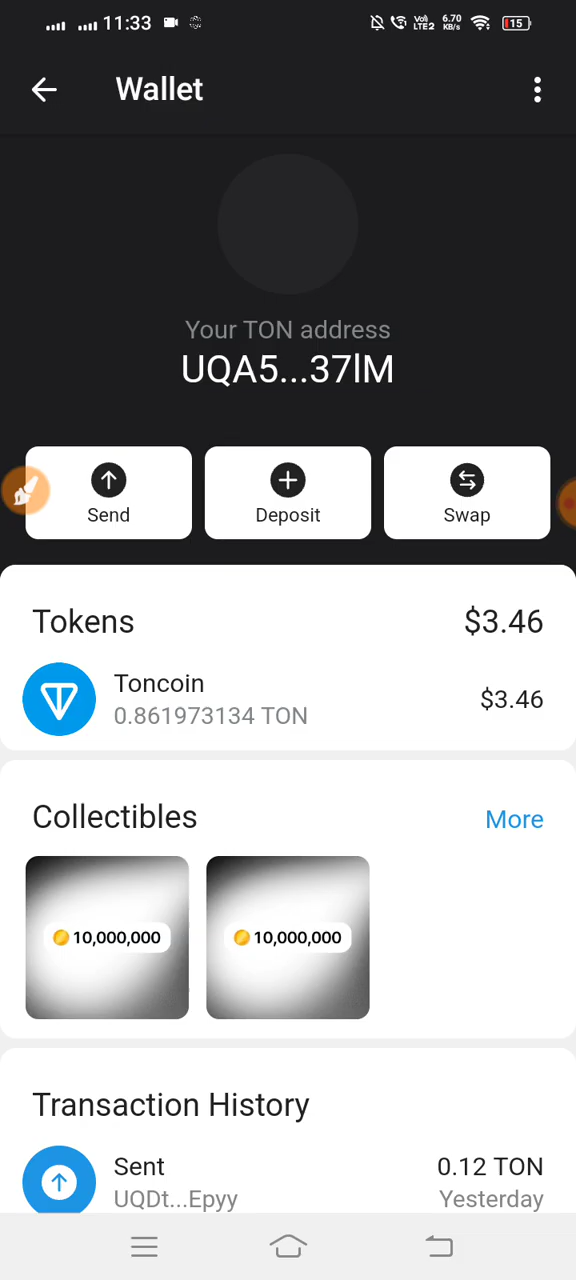 11:33 Voll LTE2 6.70 KB/s 15
Wallet
Your TON address
UQA5...37lM
Send Deposit Swap
Tokens $3.46
Toncoin $3.46
0.861973134 TON
Collectibles More
10,000,000 10,000,000
Transaction History
Sent 0.12 TON
UQDt...Epyy Yesterday